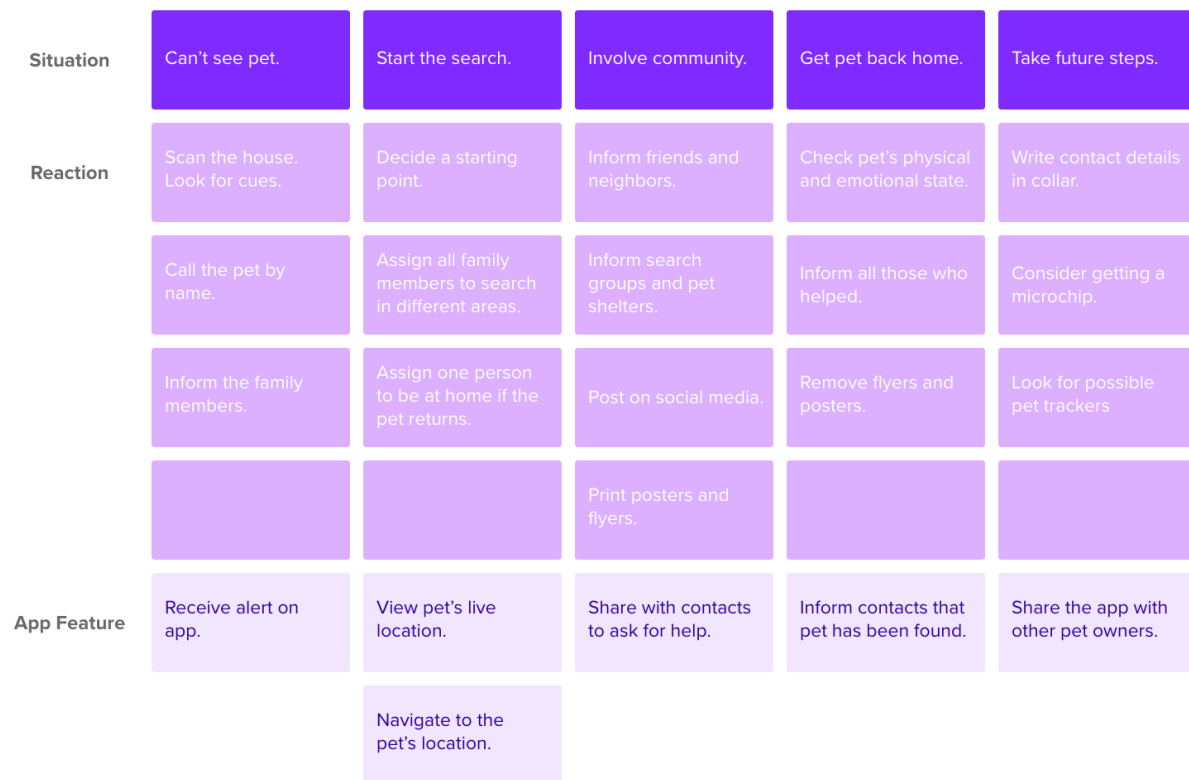 Situation
Can't see pet.
Start the search.
Involve community.
Get pet back home.
Take future steps.
Reaction
Scan the house.
Look for cues.
Decide a starting
point.
Inform friends and
neighbors.
Check pet's physical
and emotional state.
Write contact details
in collar.
Call the pet by
name.
Assign all family
members to search
in different areas.
Inform search
groups and pet
shelters.
Inform all those who
helped.
Consider getting a
microchip.
Inform the family
members.
Assign one person
to be at home if the
pet returns.
Post on social media.
Remove flyers and
posters.
Look for possible
pet trackers
Print posters and
flyers.
App Feature
Receive alert on
app.
View pet's live
location.
Share with contacts
to ask for help.
Inform contacts that
pet has been found.
Share the app with
other pet owners.
Navigate to the
pet's location.